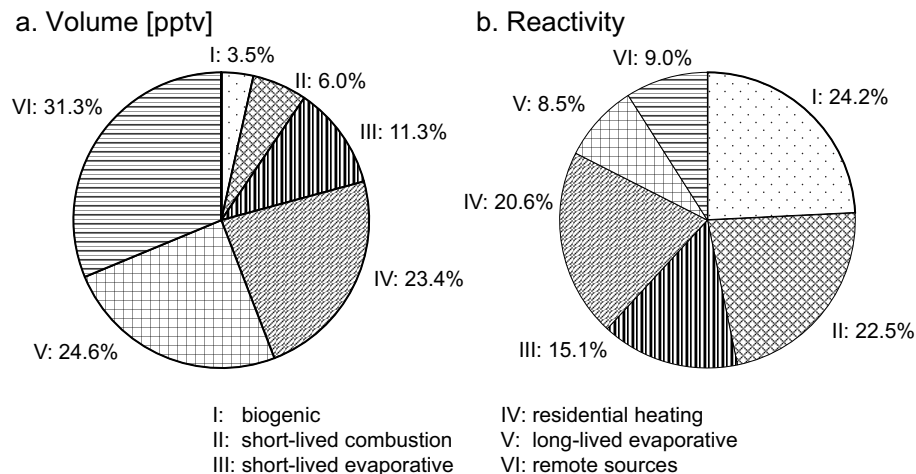 a. Volume [pptv]
I: 3.5%
II: 6.0%
III: 11.3%
IV: 23.4%
V: 24.6%
VI: 31.3%
b. Reactivity
I: 24.2%
II: 22.5%
III: 15.1%
IV: 20.6%
V: 8.5%
VI: 9.0%
I: biogenic
II: short-lived combustion
III: short-lived evaporative
IV: residential heating
V: long-lived evaporative
VI: remote sources